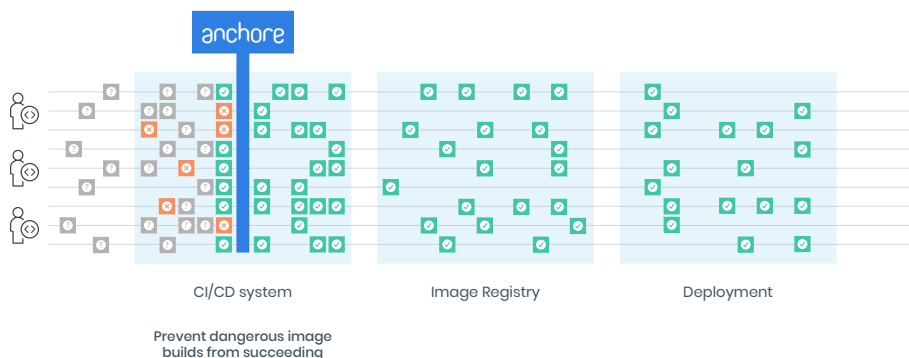 anchore
CI/CD system
Image Registry
Deployment
Prevent dangerous image
builds from succeeding